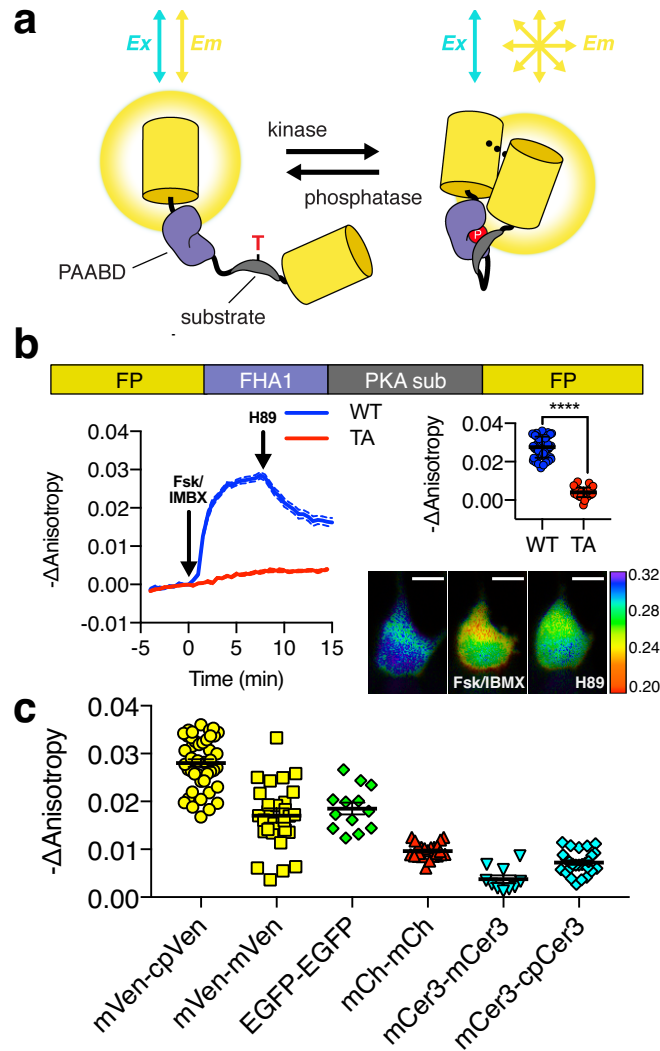 a
Ex
Em
Ex
Em
kinase
phosphatase
PAABD
T
substrate
P
b
FP
FHA1
PKA sub
FP
H89
WT
TA
Fsk/
IMBX
-ΔAnisotropy
0.04
0.03
0.02
0.01
0.00
-0.01
-5
0
5
10
15
Time (min)
****
-ΔAnisotropy
0.04
0.02
0.00
WT
TA
Fsk/IBMX
H89
0.32
0.28
0.24
0.20
c
-ΔAnisotropy
0.04
0.03
0.02
0.01
0.00
mVen-cpVen
mVen-mVen
EGFP-EGFP
mCh-mCh
mCer3-mCer3
mCer3-cpCer3